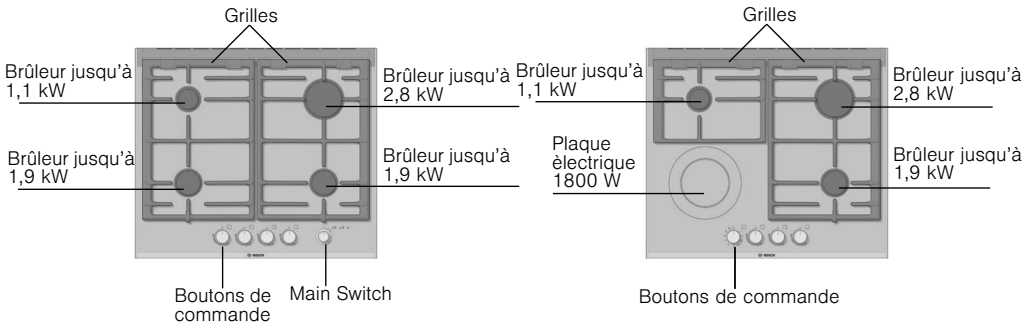 Grilles
Brûleur jusqu'à
1,1 kW
Brûleur jusqu'à
2,8 kW
Brûleur jusqu'à
1,9 kW
Brûleur jusqu'à
1,9 kW
Boutons de
commande
Main Switch
BOSCH
Grilles
Brûleur jusqu'à
1,1 kW
Brûleur jusqu'à
2,8 kW
Plaque
èlectrique
1800 W
Brûleur jusqu'à
1,9 kW
Boutons de commande
BOSCH